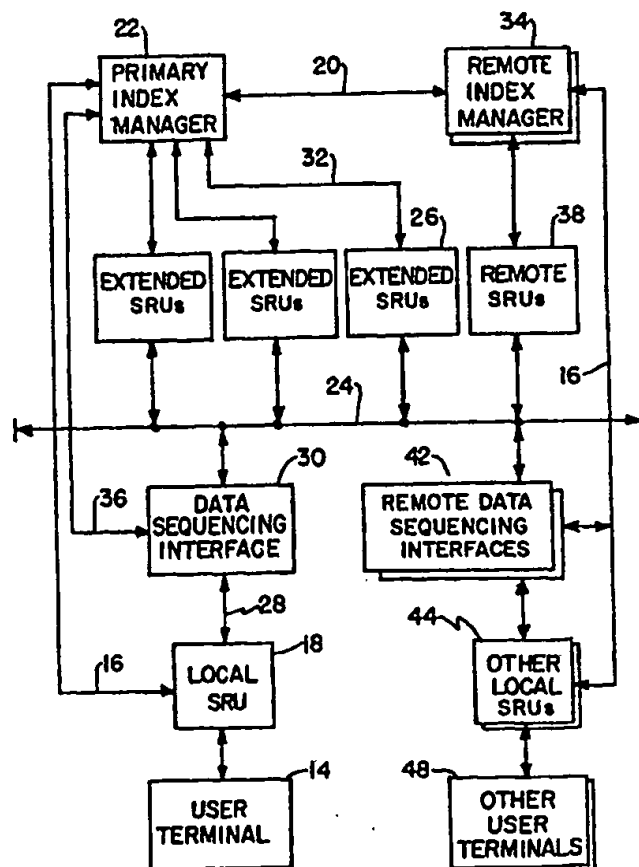 22
34
PRIMARY
INDEX
MANAGER
20
REMOTE
INDEX
MANAGER
32
26
38
EXTENDED
SRUs
EXTENDED
SRUs
EXTENDED
SRUs
REMOTE
SRUs
16
24
30
42
36
DATA
SEQUENCING
INTERFACE
REMOTE DATA
SEQUENCING
INTERFACES
28
18
44
16
LOCAL
SRU
OTHER
LOCAL
SRUs
14
48
USER
TERMINAL
OTHER
USER
TERMINALS